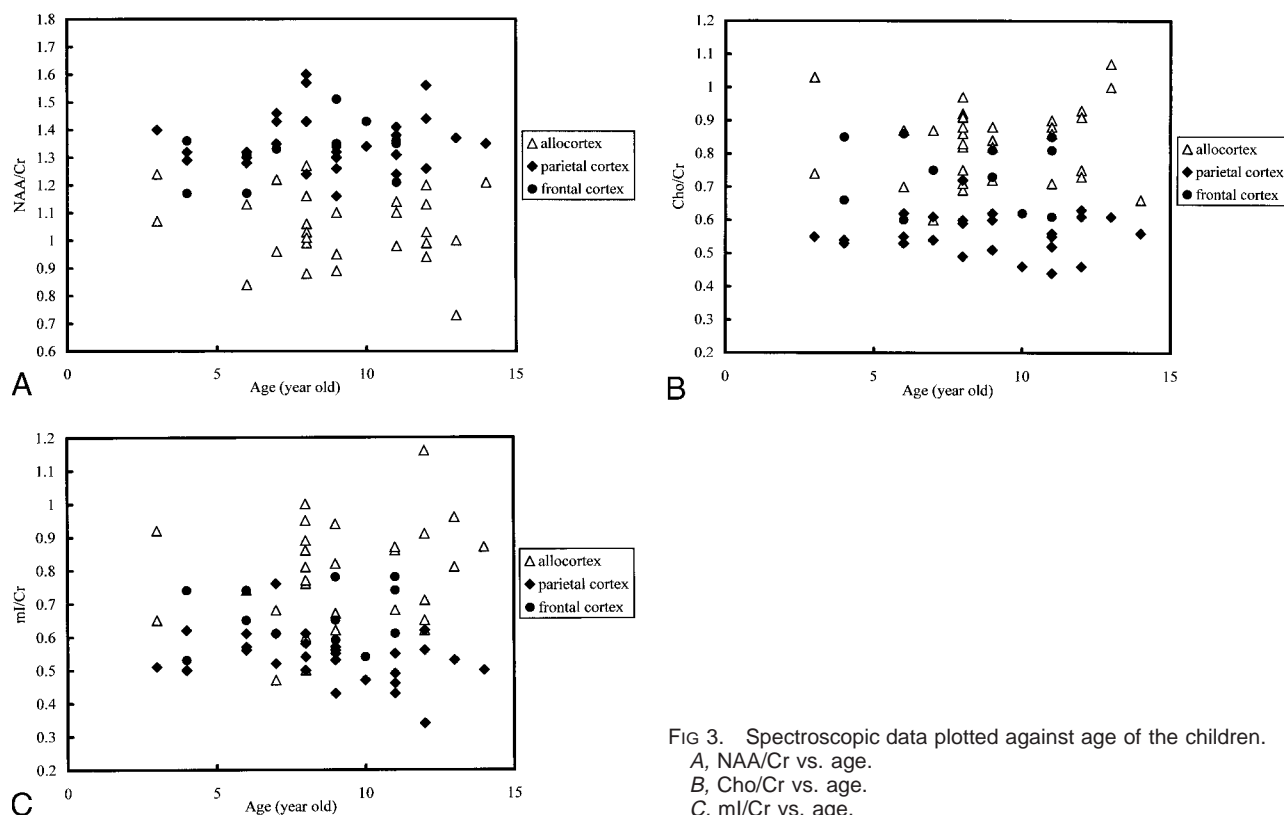 1.8
1.7
1.6
1.5
1.4
1.3
1.2
1.1
1
0.9
0.8
0.7
0.6
NAA/Cr
0 5 10 15
Age (year old)
A
△ allocortex
◆ parietal cortex
● frontal cortex
1.2
1.1
1
0.9
0.8
0.7
0.6
0.5
0.4
0.3
0.2
Cho/Cr
0 5 10 15
Age (year old)
B
△ allocortex
◆ parietal cortex
● frontal cortex
1.2
1.1
1
0.9
0.8
0.7
0.6
0.5
0.4
0.3
0.2
mI/Cr
0 5 10 15
Age (year old)
C
△ allocortex
◆ parietal cortex
● frontal cortex
FIG 3. Spectroscopic data plotted against age of the children.
A, NAA/Cr vs. age.
B, Cho/Cr vs. age.
C, mI/Cr vs. age.